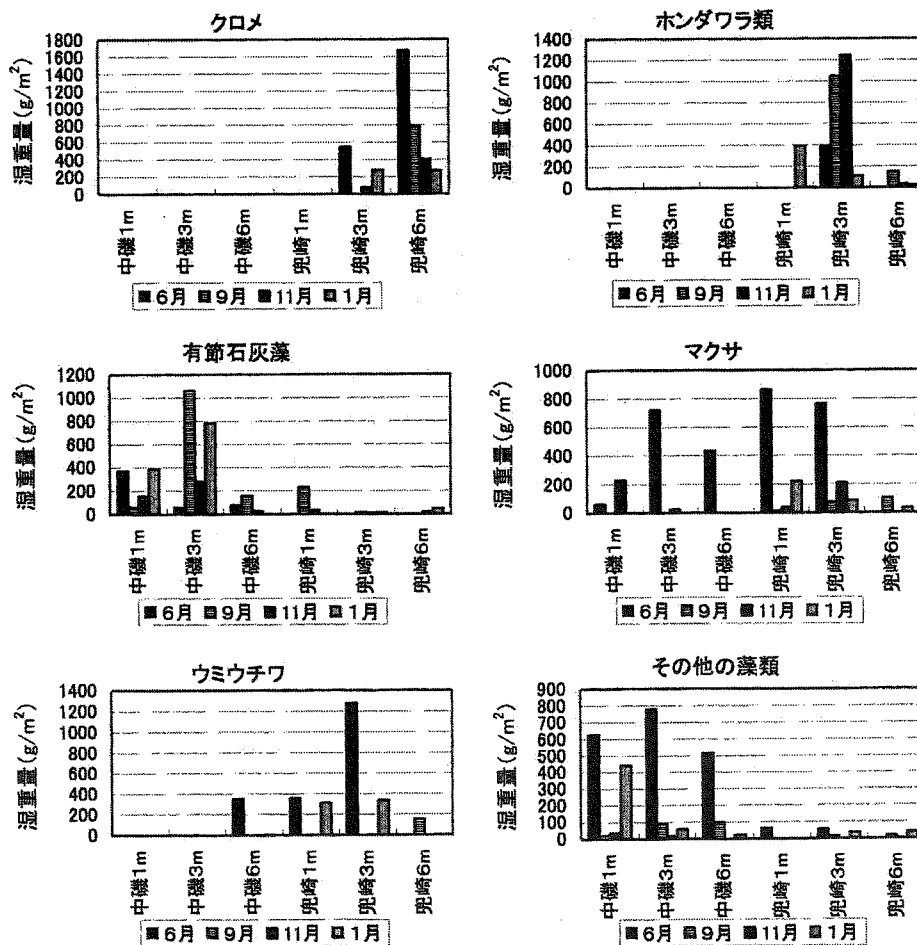 クロメ
湿重量(g/m²)
1800
1600
1400
1200
1000
800
600
400
200
0
中磯1m
中磯3m
中磯6m
兜崎1m
兜崎3m
兜崎6m
6月 9月 11月 1月
ホンダワラ類
湿重量(g/m²)
1400
1200
1000
800
600
400
200
0
中磯1m
中磯3m
中磯6m
兜崎1m
兜崎3m
兜崎6m
6月 9月 11月 1月
有節石灰藻
湿重量(g/m²)
1200
1000
800
600
400
200
0
中磯1m
中磯3m
中磯6m
兜崎1m
兜崎3m
兜崎6m
6月 9月 11月 1月
マクサ
湿重量(g/m²)
1000
800
600
400
200
0
中磯1m
中磯3m
中磯6m
兜崎1m
兜崎3m
兜崎6m
6月 9月 11月 1月
ウミウチワ
湿重量(g/m²)
1400
1200
1000
800
600
400
200
0
中磯1m
中磯3m
中磯6m
兜崎1m
兜崎3m
兜崎6m
6月 9月 11月 1月
その他の藻類
湿重量(g/m²)
900
800
700
600
500
400
300
200
100
0
中磯1m
中磯3m
中磯6m
兜崎1m
兜崎3m
兜崎6m
6月 9月 11月 1月